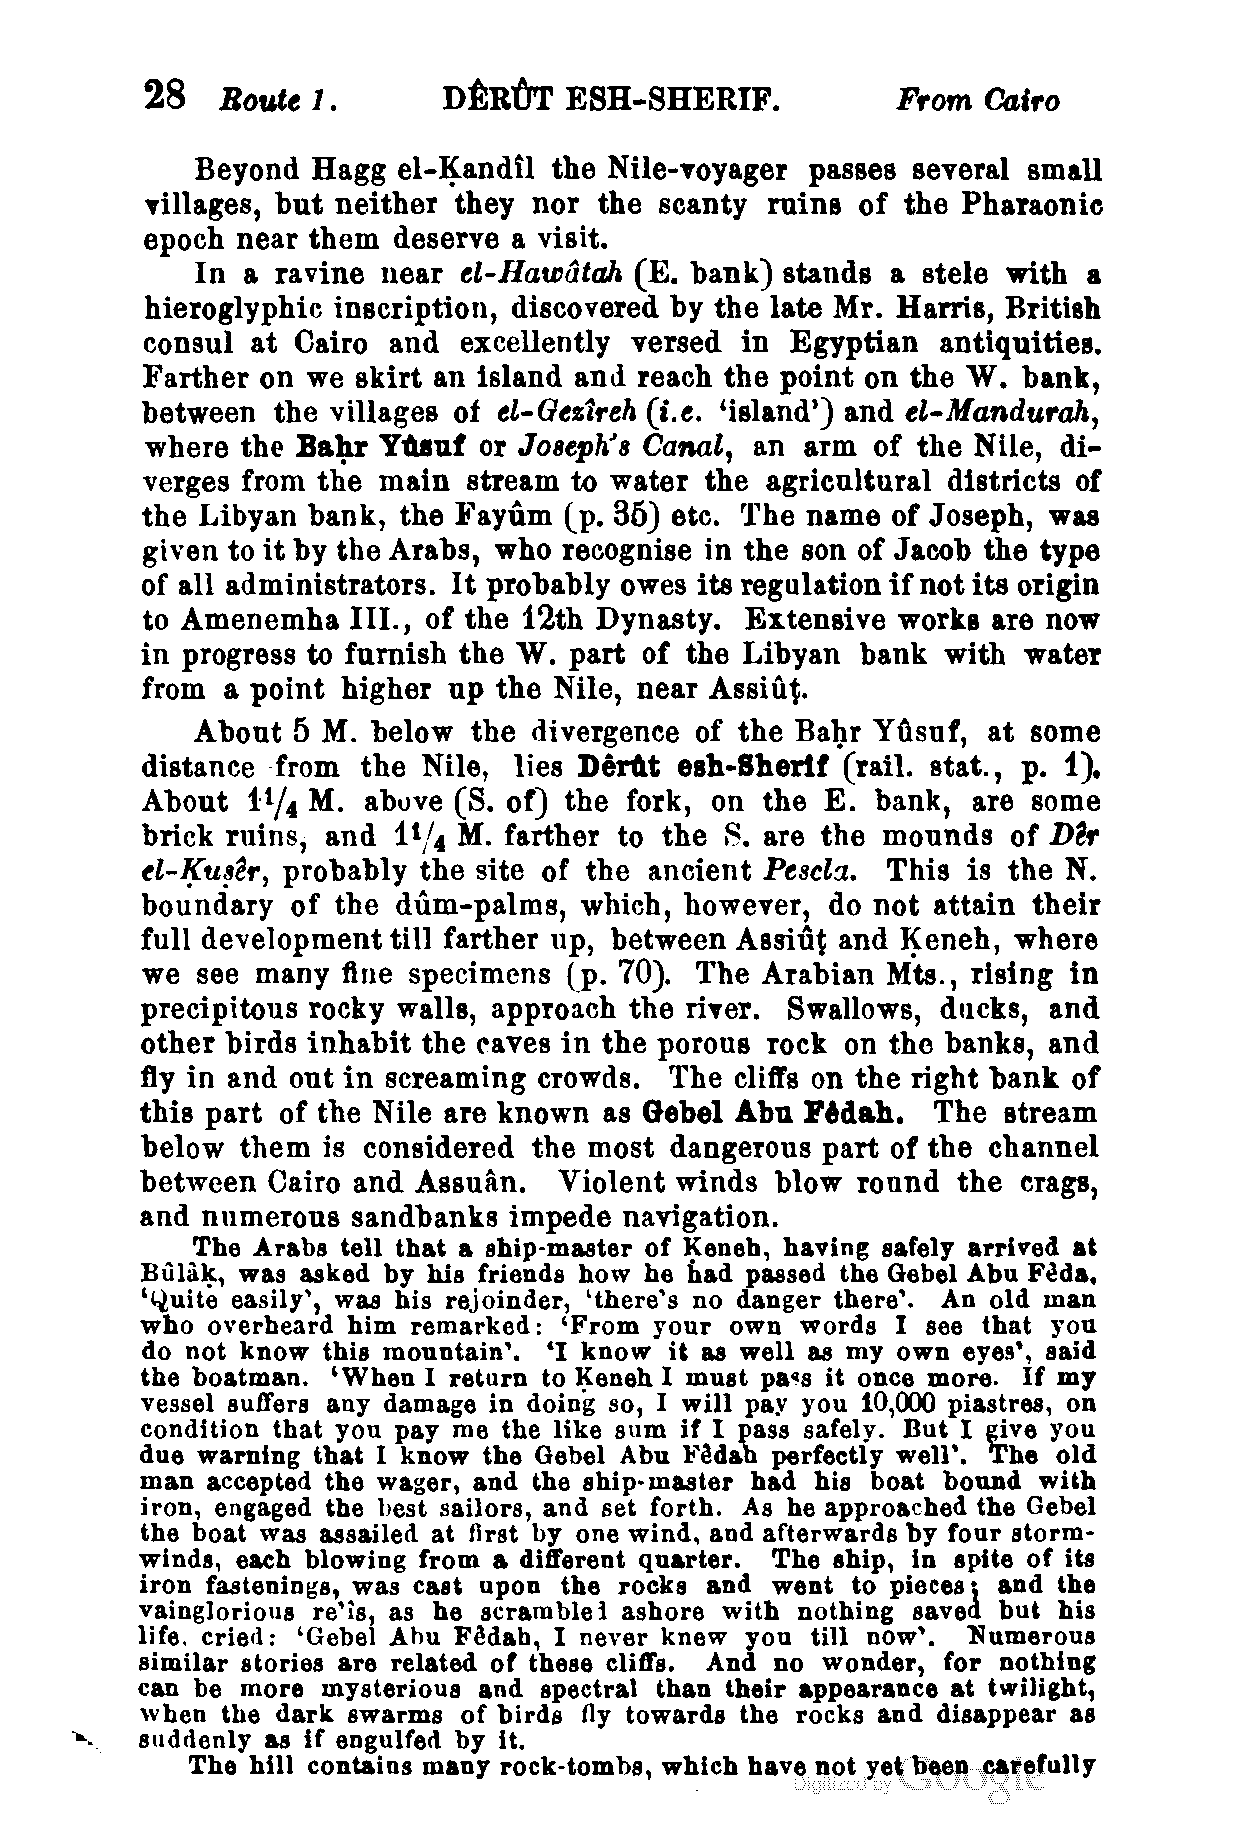 28 Route 1. DÊRÛT ESH-SHERIF. From Cairo
Beyond Hagg el-Ḳandîl the Nile-voyager passes several small
villages, but neither they nor the scanty ruins of the Pharaonic
epoch near them deserve a visit.
In a ravine near el-Hawâtah (E. bank) stands a stele with a
hieroglyphic inscription, discovered by the late Mr. Harris, British
consul at Cairo and excellently versed in Egyptian antiquities.
Farther on we skirt an island and reach the point on the W. bank,
between the villages of el-Gezîreh (i.e. ‘island’) and el-Mandurah,
where the Baḥr Yûsuf or Joseph's Canal, an arm of the Nile, di-
verges from the main stream to water the agricultural districts of
the Libyan bank, the Fayûm (p. 35) etc. The name of Joseph, was
given to it by the Arabs, who recognise in the son of Jacob the type
of all administrators. It probably owes its regulation if not its origin
to Amenemha III., of the 12th Dynasty. Extensive works are now
in progress to furnish the W. part of the Libyan bank with water
from a point higher up the Nile, near Assiûṭ.
About 5 M. below the divergence of the Baḥr Yûsuf, at some
distance from the Nile, lies Dêrût esh-Sherîf (rail. stat., p. 1).
About 1¹/₄ M. above (S. of) the fork, on the E. bank, are some
brick ruins, and 1¹/₄ M. farther to the S. are the mounds of Dêr
el-Ḳuṣêr, probably the site of the ancient Pescla. This is the N.
boundary of the dûm-palms, which, however, do not attain their
full development till farther up, between Assiûṭ and Ḳeneh, where
we see many fine specimens (p. 70). The Arabian Mts., rising in
precipitous rocky walls, approach the river. Swallows, ducks, and
other birds inhabit the caves in the porous rock on the banks, and
fly in and out in screaming crowds. The cliffs on the right bank of
this part of the Nile are known as Gebel Abu Fêdah. The stream
below them is considered the most dangerous part of the channel
between Cairo and Assuân. Violent winds blow round the crags,
and numerous sandbanks impede navigation.
The Arabs tell that a ship-master of Ḳeneh, having safely arrived at
Bûlâḳ, was asked by his friends how he had passed the Gebel Abu Fêda.
‘Quite easily’, was his rejoinder, ‘there's no danger there’. An old man
who overheard him remarked: ‘From your own words I see that you
do not know this mountain’. ‘I know it as well as my own eyes’, said
the boatman. ‘When I return to Ḳeneh I must pass it once more. If my
vessel suffers any damage in doing so, I will pay you 10,000 piastres, on
condition that you pay me the like sum if I pass safely. But I give you
due warning that I know the Gebel Abu Fêdah perfectly well’. The old
man accepted the wager, and the ship-master had his boat bound with
iron, engaged the best sailors, and set forth. As he approached the Gebel
the boat was assailed at first by one wind, and afterwards by four storm-
winds, each blowing from a different quarter. The ship, in spite of its
iron fastenings, was cast upon the rocks and went to pieces; and the
vainglorious re'îs, as he scrambled ashore with nothing saved but his
life, cried: ‘Gebel Abu Fêdah, I never knew you till now’. Numerous
similar stories are related of these cliffs. And no wonder, for nothing
can be more mysterious and spectral than their appearance at twilight,
when the dark swarms of birds fly towards the rocks and disappear as
suddenly as if engulfed by it.
The hill contains many rock-tombs, which have not yet been carefully
Digitized by Google